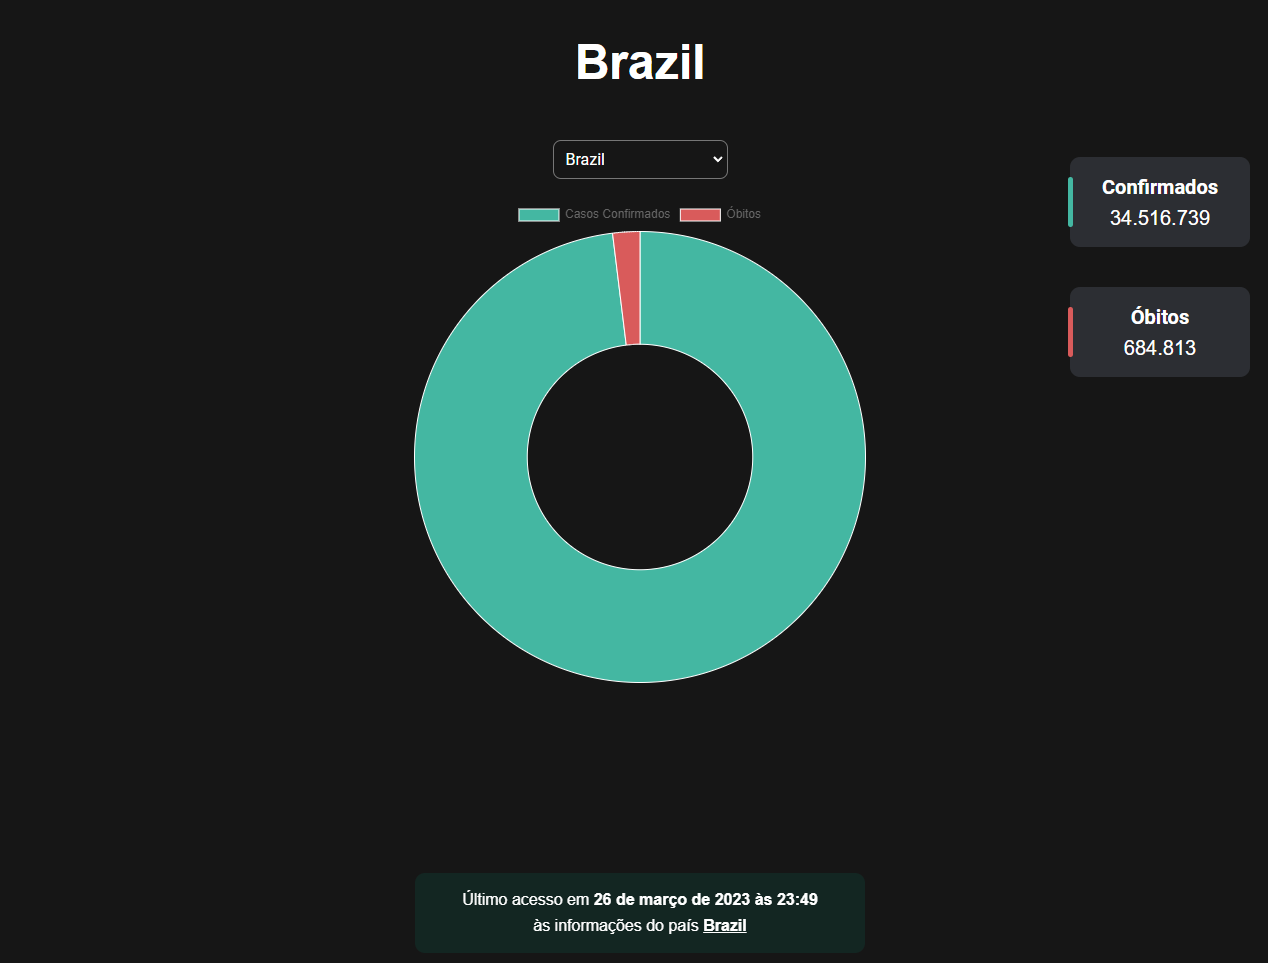 Brazil
Brazil
Casos Confirmados Óbitos
Confirmados
34.516.739
Óbitos
684.813
Último acesso em 26 de março de 2023 às 23:49
às informações do país Brazil